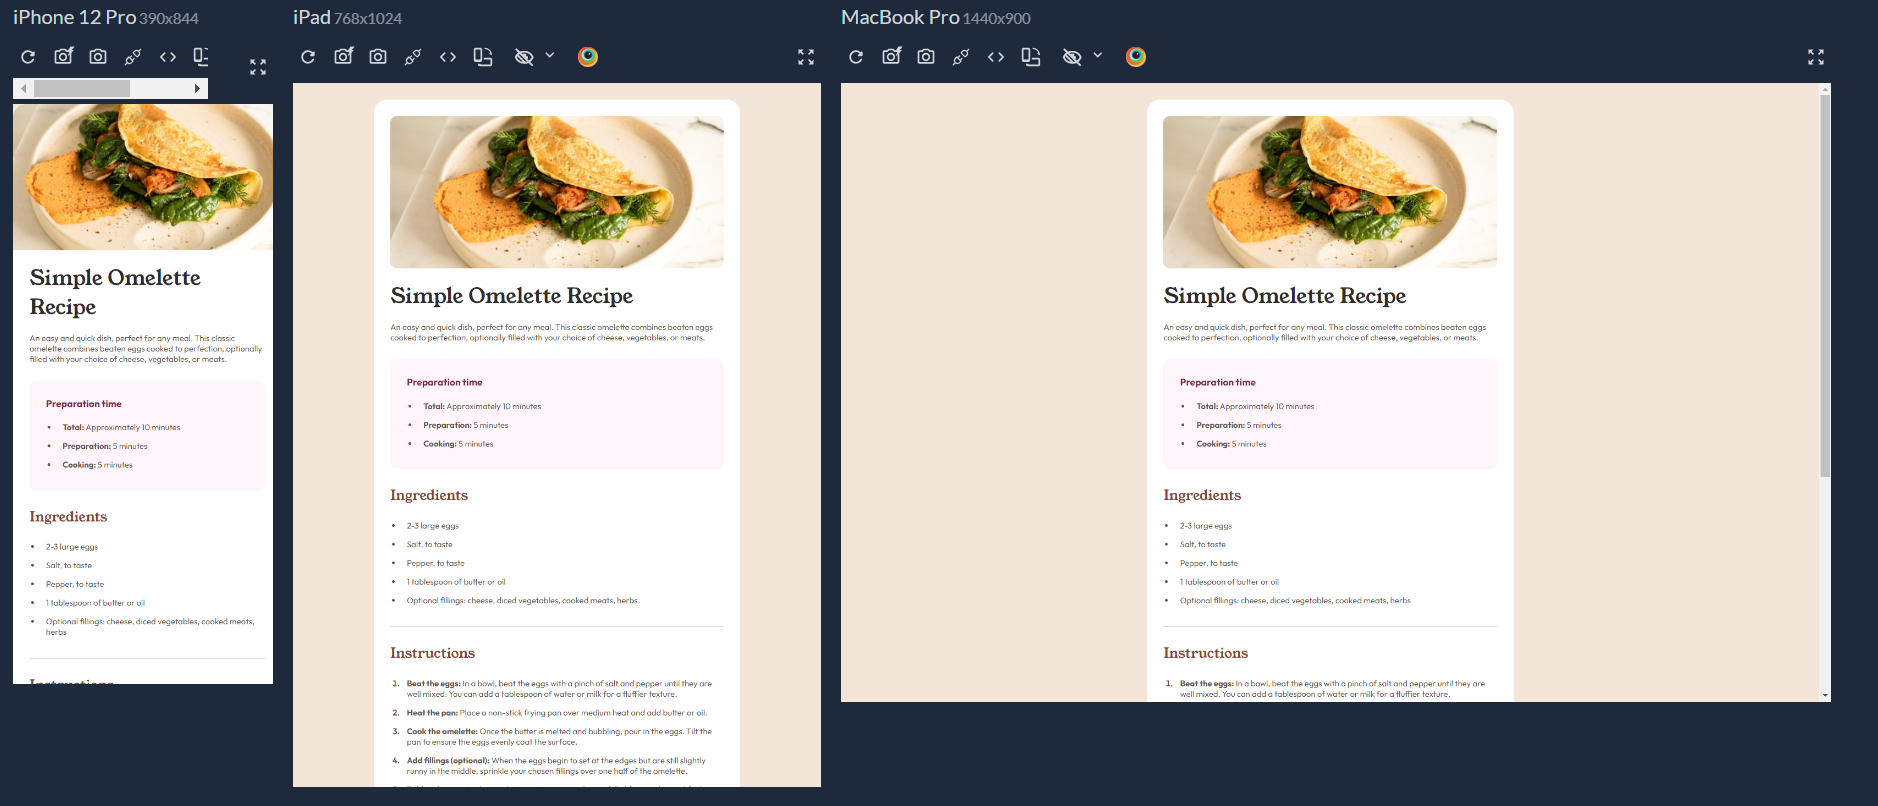 iPhone 12 Pro 390x844
Simple Omelette
Recipe
An easy and quick dish, perfect for any meal. This classic
omelette combines beaten eggs cooked to perfection, optionally
filled with your choice of cheese, vegetables, or meats.
Preparation time
• Total: Approximately 10 minutes
• Preparation: 5 minutes
• Cooking: 5 minutes
Ingredients
• 2-3 large eggs
• Salt, to taste
• Pepper, to taste
• 1 tablespoon of butter or oil
• Optional fillings: cheese, diced vegetables, cooked meats,
herbs
Instructions
iPad 768x1024
Simple Omelette Recipe
An easy and quick dish, perfect for any meal. This classic omelette combines beaten eggs
cooked to perfection, optionally filled with your choice of cheese, vegetables, or meats.
Preparation time
• Total: Approximately 10 minutes
• Preparation: 5 minutes
• Cooking: 5 minutes
Ingredients
• 2-3 large eggs
• Salt, to taste
• Pepper, to taste
• 1 tablespoon of butter or oil
• Optional fillings: cheese, diced vegetables, cooked meats, herbs
Instructions
1. Beat the eggs: In a bowl, beat the eggs with a pinch of salt and pepper until they are
well mixed. You can add a tablespoon of water or milk for a fluffier texture.
2. Heat the pan: Place a non-stick frying pan over medium heat and add butter or oil.
3. Cook the omelette: Once the butter is melted and bubbling, pour in the eggs. Tilt the
pan to ensure the eggs evenly coat the surface.
4. Add fillings (optional): When the eggs begin to set at the edges but are still slightly
runny in the middle, sprinkle your chosen fillings over one half of the omelette.
MacBook Pro 1440x900
Simple Omelette Recipe
An easy and quick dish, perfect for any meal. This classic omelette combines beaten eggs
cooked to perfection, optionally filled with your choice of cheese, vegetables, or meats.
Preparation time
• Total: Approximately 10 minutes
• Preparation: 5 minutes
• Cooking: 5 minutes
Ingredients
• 2-3 large eggs
• Salt, to taste
• Pepper, to taste
• 1 tablespoon of butter or oil
• Optional fillings: cheese, diced vegetables, cooked meats, herbs
Instructions
1. Beat the eggs: In a bowl, beat the eggs with a pinch of salt and pepper until they are
well mixed. You can add a tablespoon of water or milk for a fluffier texture.